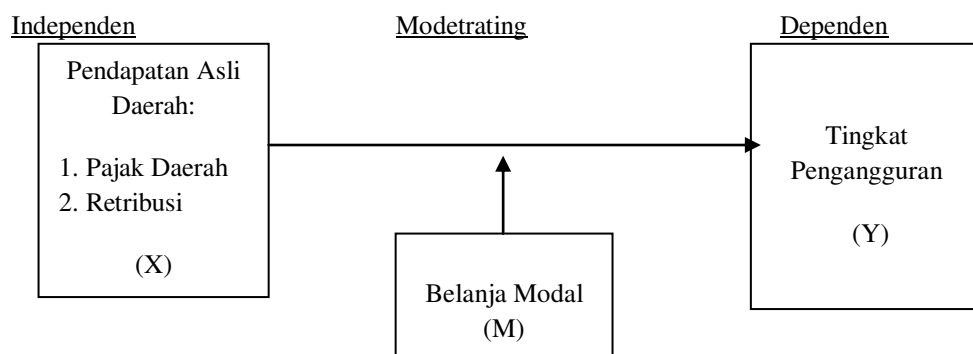 Independen
Modetrating
Dependen
Pendapatan Asli
Daerah:
1. Pajak Daerah
2. Retribusi
(X)
Belanja Modal
(M)
Tingkat
Pengangguran
(Y)